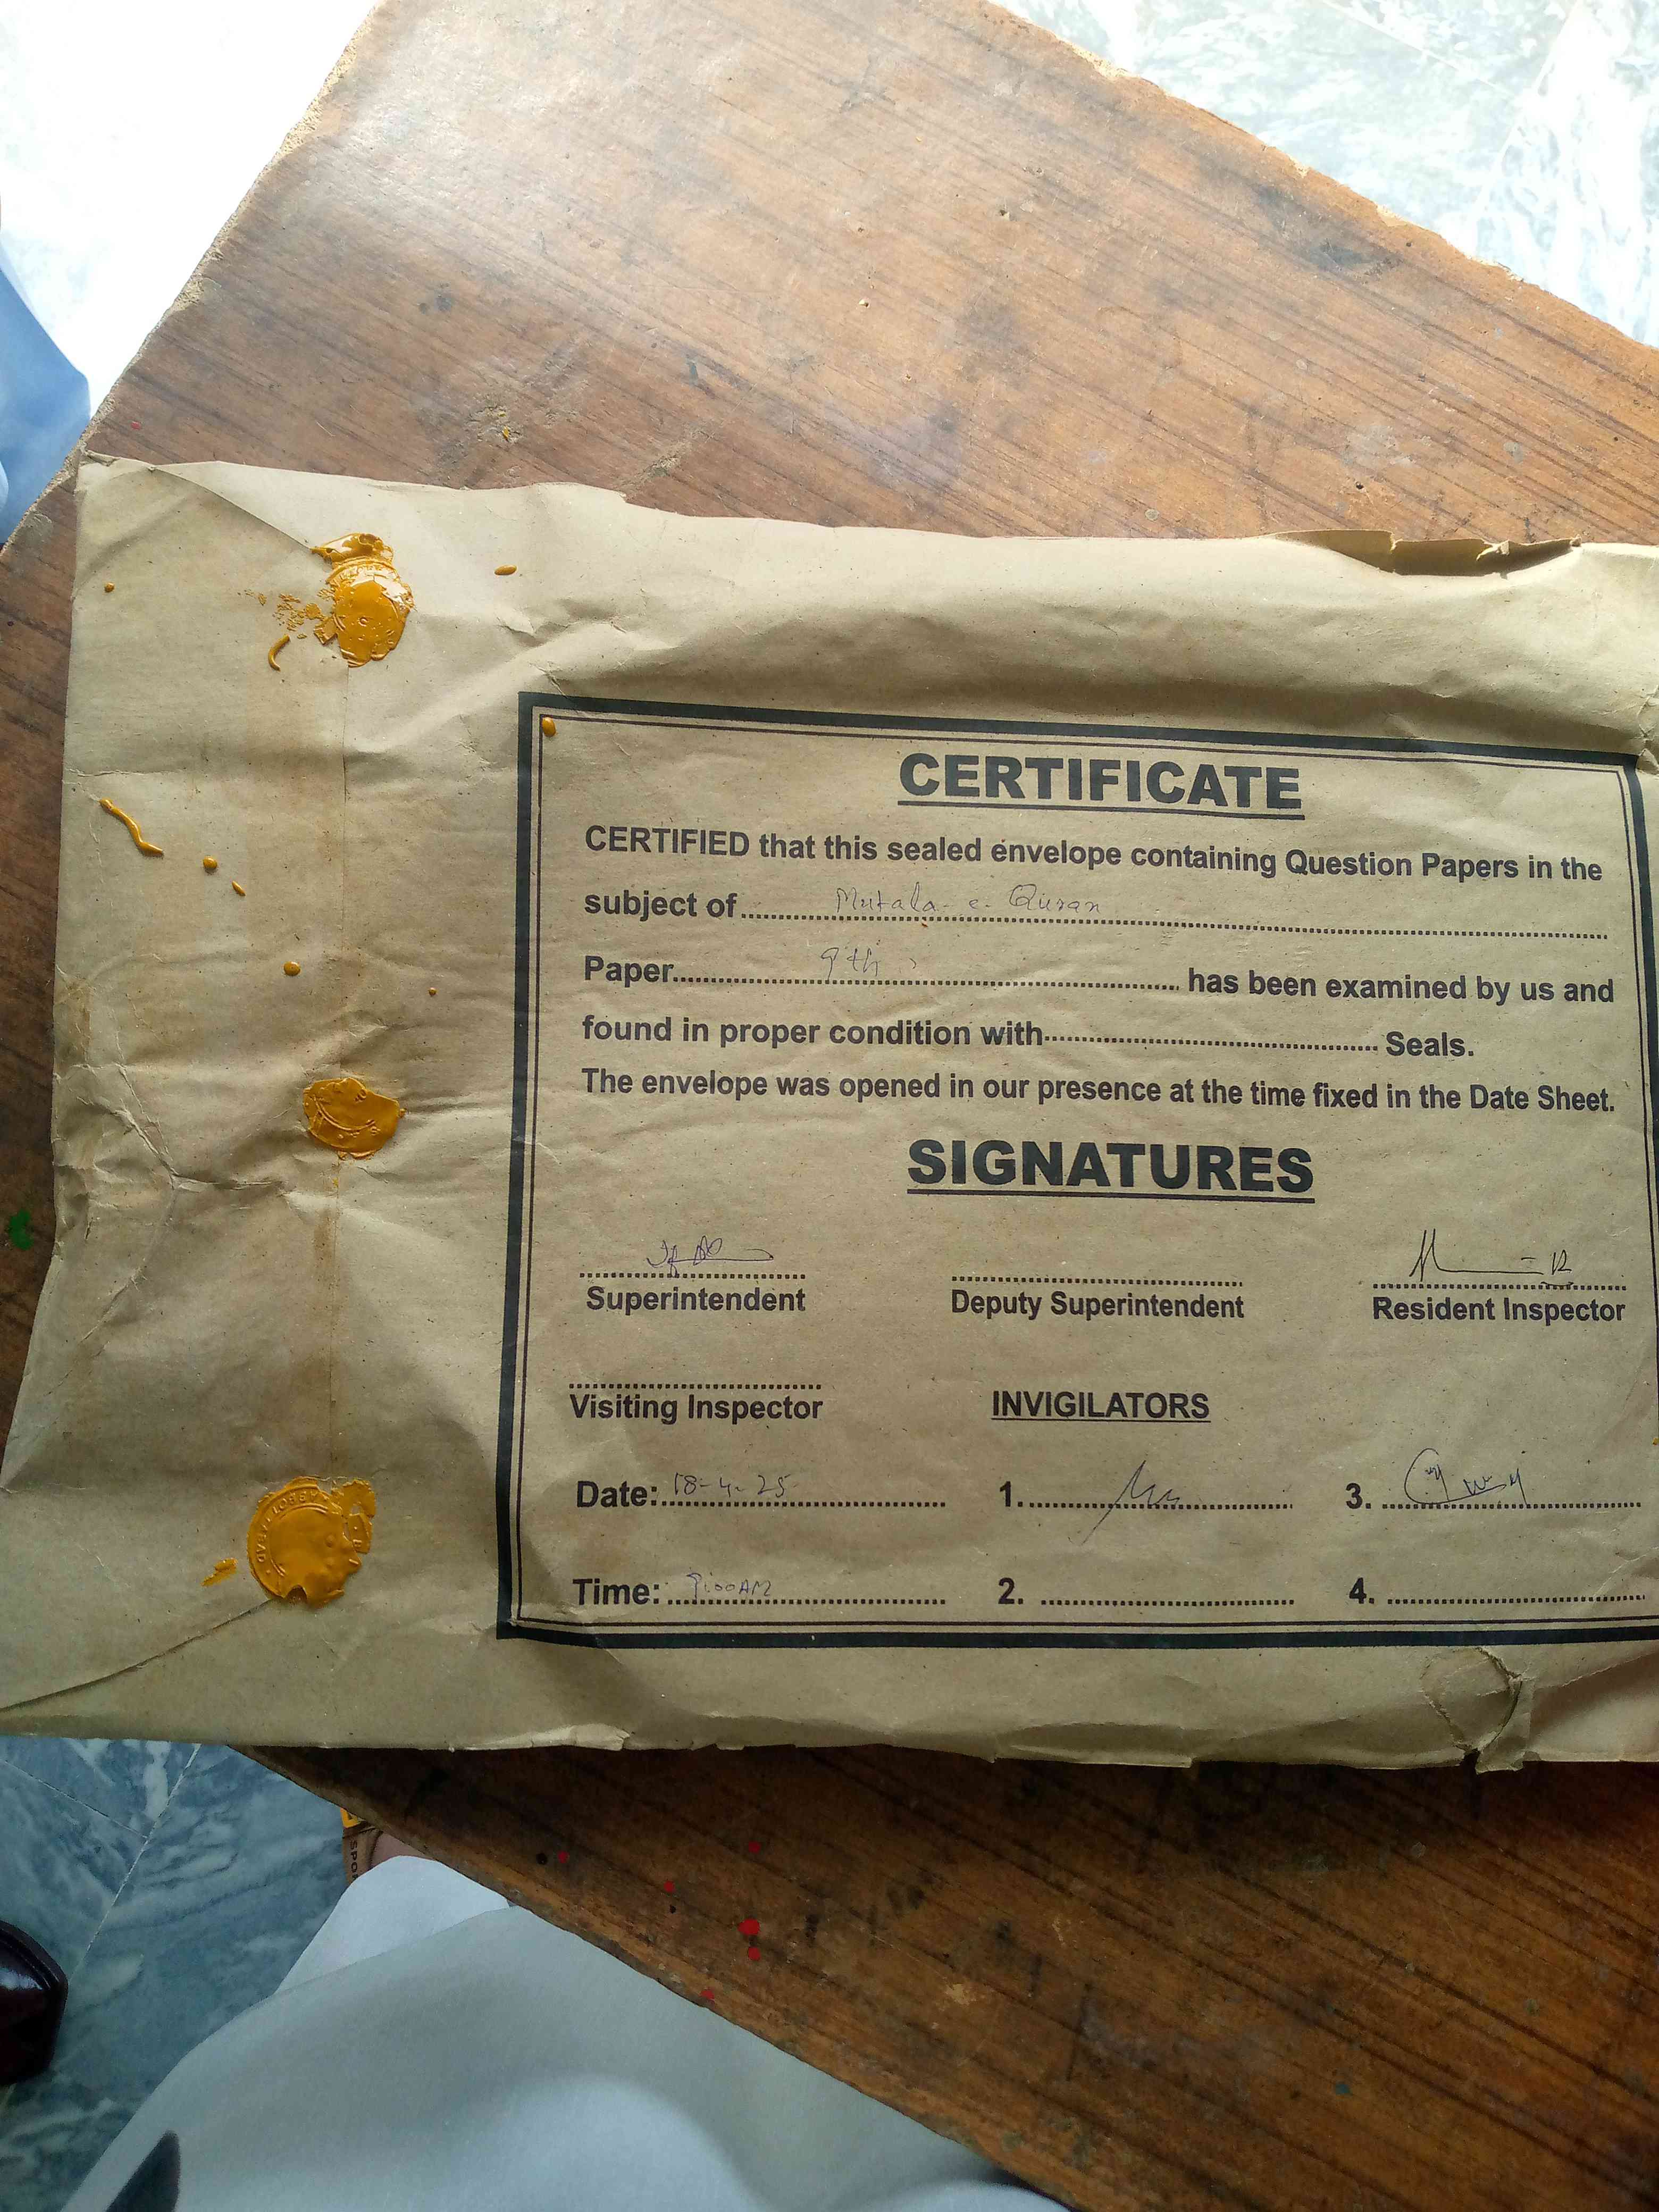 CERTIFICATE
CERTIFIED that this sealed envelope containing Question Papers in the
subject of Mutala-e-Quran
Paper 9th has been examined by us and
found in proper condition with Seals.
The envelope was opened in our presence at the time fixed in the Date Sheet.
SIGNATURES
Superintendent Deputy Superintendent Resident Inspector
Visiting Inspector INVIGILATORS
Date: 18-4-25 1. 3.
Time: 9:00AM 2. 4.
ABBOTTABAD
SPO